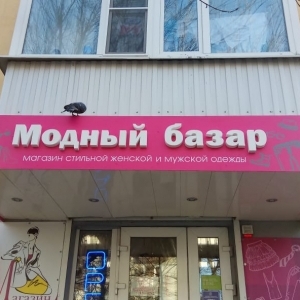 Модный базар
магазин стильной женской и мужской одежды